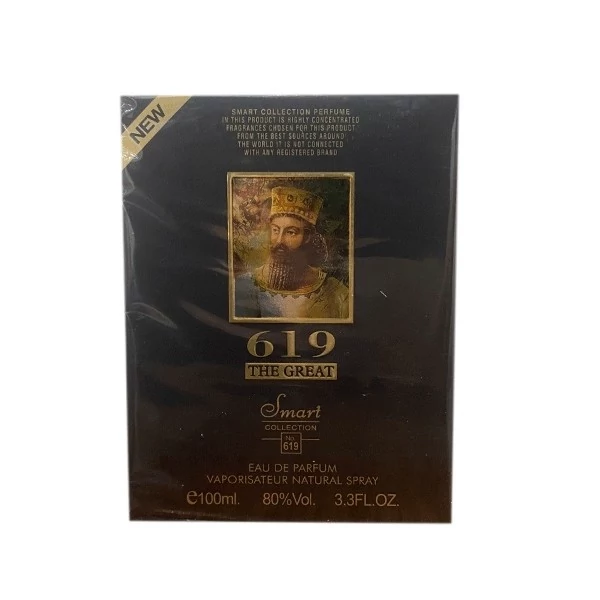 NEW
SMART COLLECTION PERFUME
IN THIS PRODUCT IS HIGHLY CONCENTRATED
FRAGRANCES CHOSEN FOR THIS PRODUCT
FROM THE BEST SOURCES AROUND
THE WORLD IT IS NOT CONNECTED
WITH ANY REGISTERED BRAND
619
THE GREAT
Smart
COLLECTION
No.
619
EAU DE PARFUM
VAPORISATEUR NATURAL SPRAY
e100ml. 80%Vol. 3.3FL.OZ.